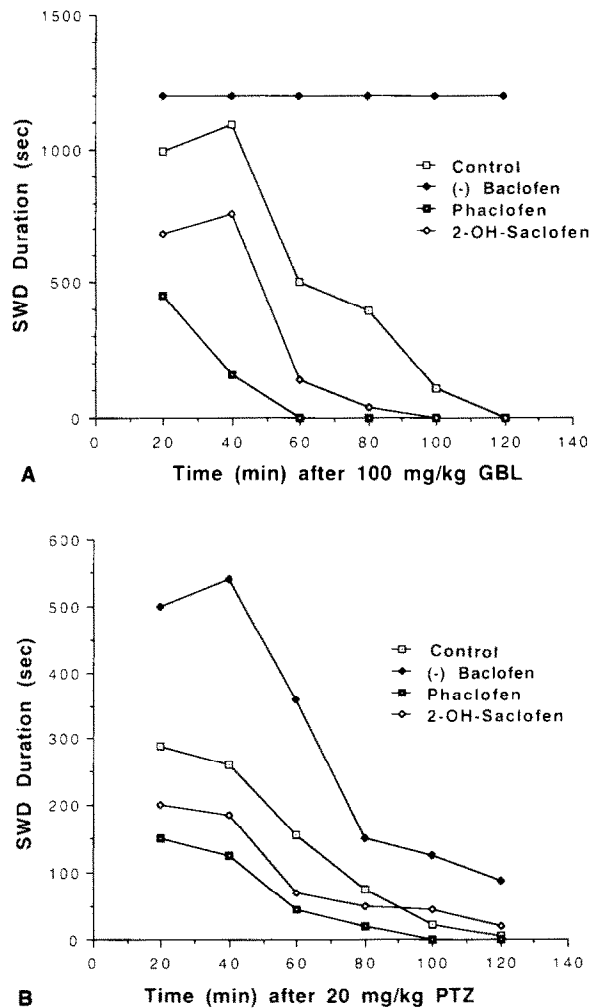 1500
1200
1000
500
0
SWD Duration (sec)
Control
(-) Baclofen
Phaclofen
2-OH-Saclofen
0 20 40 60 80 100 120 140
A
Time (min) after 100 mg/kg GBL
600
500
400
300
200
100
0
SWD Duration (sec)
Control
(-) Baclofen
Phaclofen
2-OH-Saclofen
0 20 40 60 80 100 120 140
B
Time (min) after 20 mg/kg PTZ